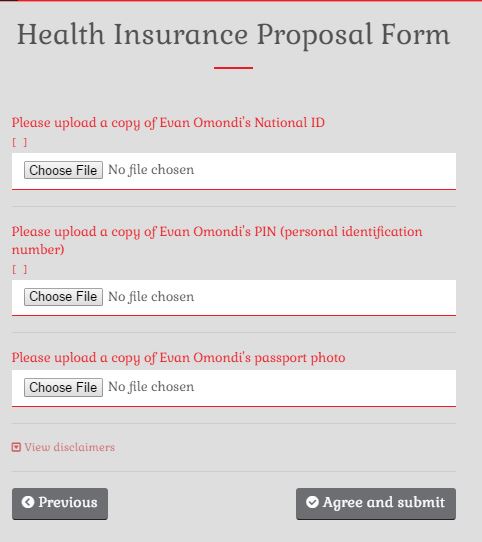 Health Insurance Proposal Form
Please upload a copy of Evan Omondi's National ID
[ ]
Choose File No file chosen
Please upload a copy of Evan Omondi's PIN (personal identification
number)
[ ]
Choose File No file chosen
Please upload a copy of Evan Omondi's passport photo
Choose File No file chosen
View disclaimers
Previous
Agree and submit